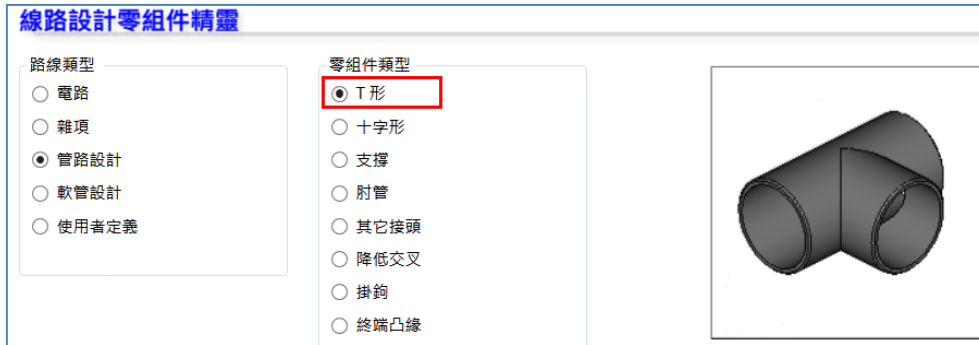 線路設計零組件精靈
路線類型
電路
雜項
管路設計
軟管設計
使用者定義
零組件類型
T 形
十字形
支撐
肘管
其它接頭
降低交叉
掛鉤
終端凸緣